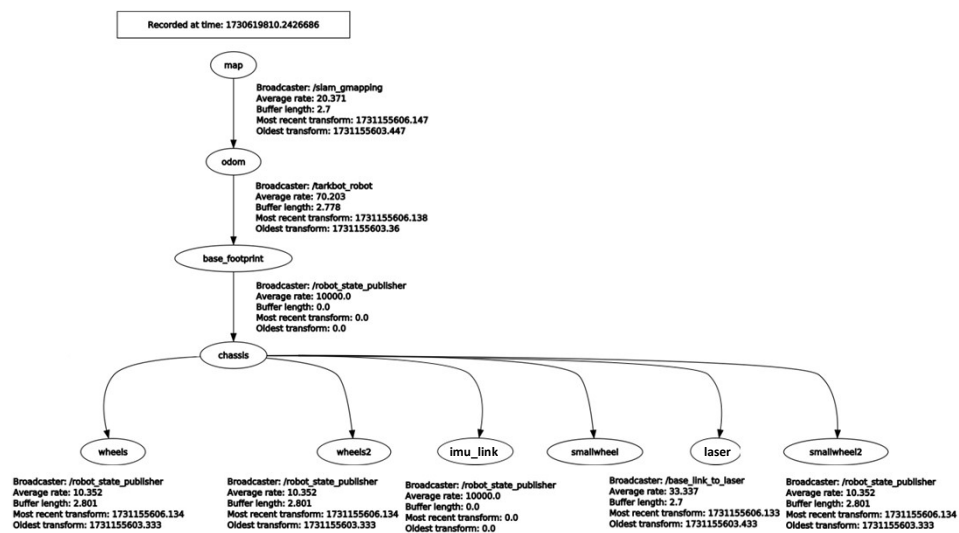 Recorded at time: 1730619810.2426686
map
Broadcaster: /slam_gmapping
Average rate: 20.371
Buffer length: 2.7
Most recent transform: 1731155606.147
Oldest transform: 1731155603.447
odom
Broadcaster: /tarkbot_robot
Average rate: 70.203
Buffer length: 2.778
Most recent transform: 1731155606.138
Oldest transform: 1731155603.36
base_footprint
Broadcaster: /robot_state_publisher
Average rate: 10000.0
Buffer length: 0.0
Most recent transform: 0.0
Oldest transform: 0.0
chassis
wheels
Broadcaster: /robot_state_publisher
Average rate: 10.352
Buffer length: 2.801
Most recent transform: 1731155606.134
Oldest transform: 1731155603.333
wheels2
Broadcaster: /robot_state_publisher
Average rate: 10.352
Buffer length: 2.801
Most recent transform: 1731155606.134
Oldest transform: 1731155603.333
imu_link
Broadcaster: /robot_state_publisher
Average rate: 10000.0
Buffer length: 0.0
Most recent transform: 0.0
Oldest transform: 0.0
smallwheel
laser
Broadcaster: /base_link_to_laser
Average rate: 33.337
Buffer length: 2.7
Most recent transform: 1731155606.133
Oldest transform: 1731155603.433
smallwheel2
Broadcaster: /robot_state_publisher
Average rate: 10.352
Buffer length: 2.801
Most recent transform: 1731155606.134
Oldest transform: 1731155603.333